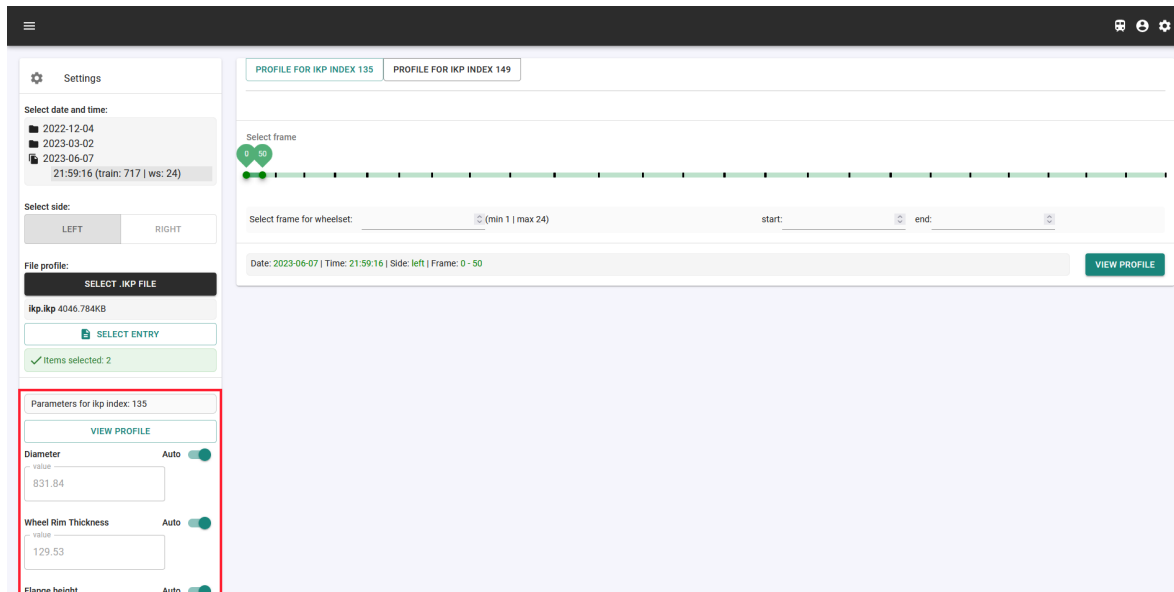 Settings
Select date and time:
2022-12-04
2023-03-02
2023-06-07
21:59:16 (train: 717 | ws: 24)
Select side:
LEFT RIGHT
File profile:
SELECT .IKP FILE
ikp.ikp 4046.784KB
SELECT ENTRY
Items selected: 2
Parameters for ikp index: 135
VIEW PROFILE
Diameter Auto
value
831.84
Wheel Rim Thickness Auto
value
129.53
Flange height Auto
PROFILE FOR IKP INDEX 135 PROFILE FOR IKP INDEX 149
Select frame
0 50
Select frame for wheelset: (min 1 | max 24) start: end:
Date: 2023-06-07 | Time: 21:59:16 | Side: left | Frame: 0 - 50
VIEW PROFILE